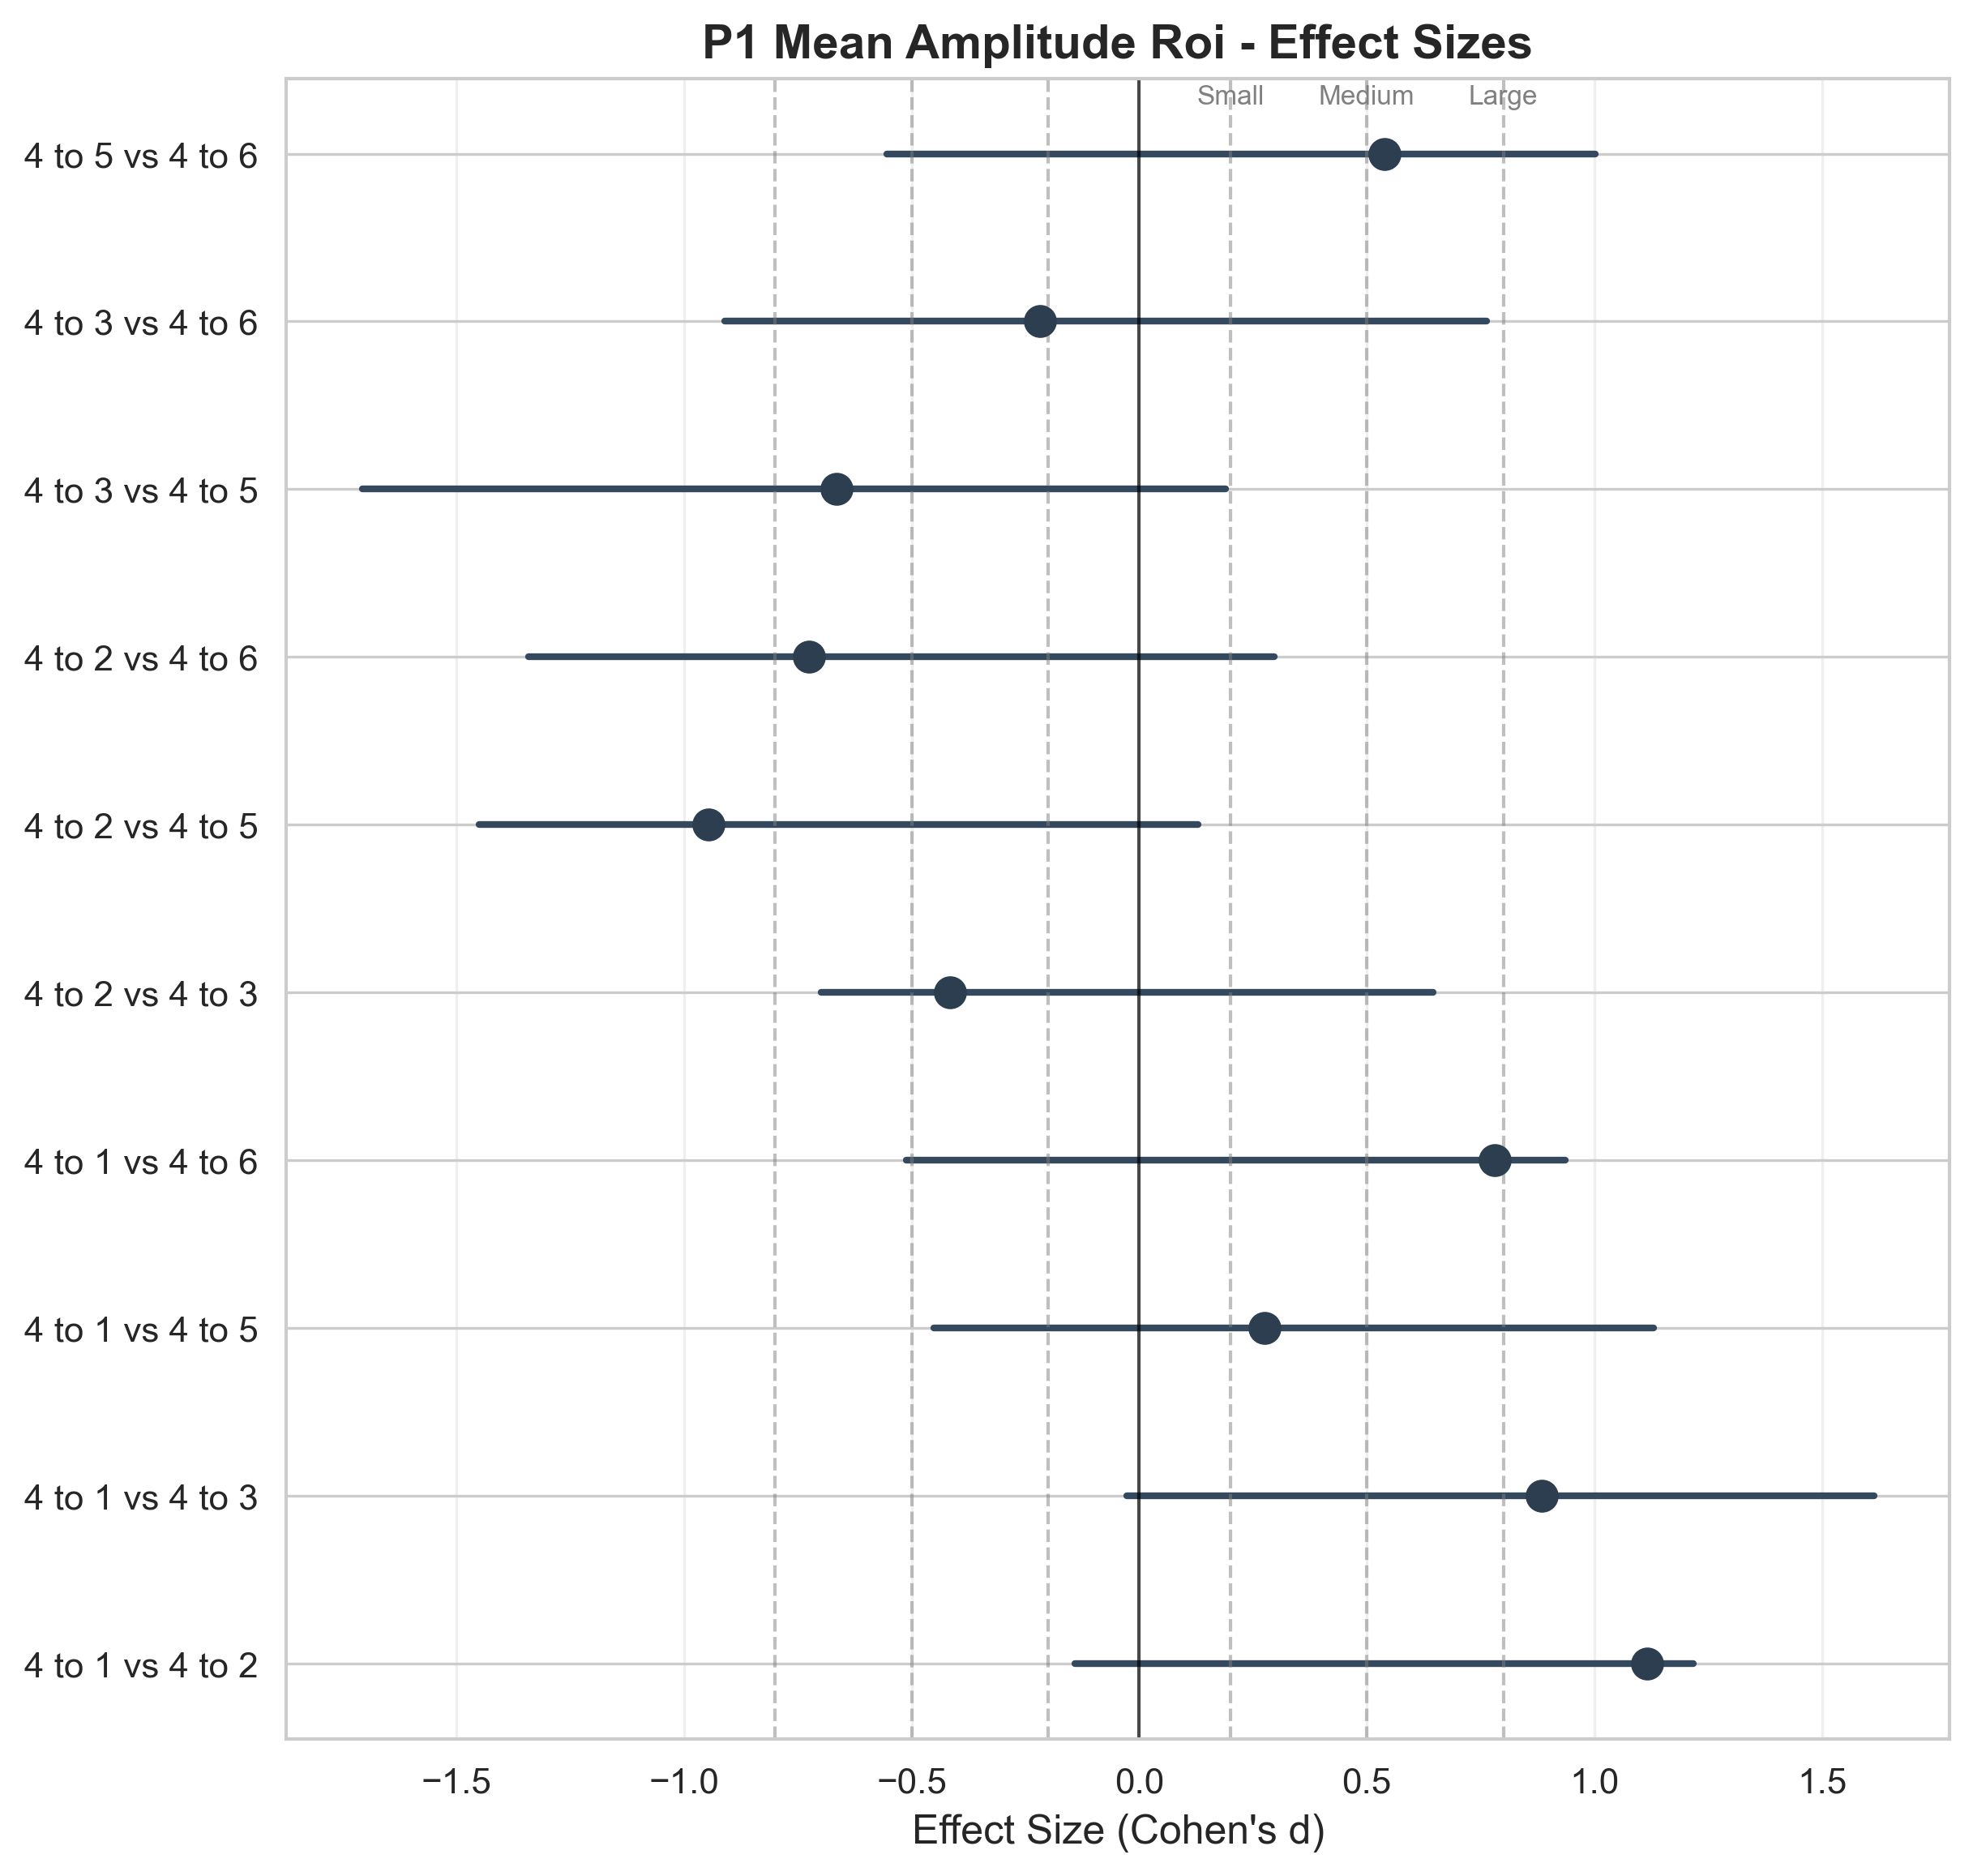 P1 Mean Amplitude Roi - Effect Sizes
Small Medium Large
4 to 5 vs 4 to 6
4 to 3 vs 4 to 6
4 to 3 vs 4 to 5
4 to 2 vs 4 to 6
4 to 2 vs 4 to 5
4 to 2 vs 4 to 3
4 to 1 vs 4 to 6
4 to 1 vs 4 to 5
4 to 1 vs 4 to 3
4 to 1 vs 4 to 2
−1.5 −1.0 −0.5 0.0 0.5 1.0 1.5
Effect Size (Cohen's d)